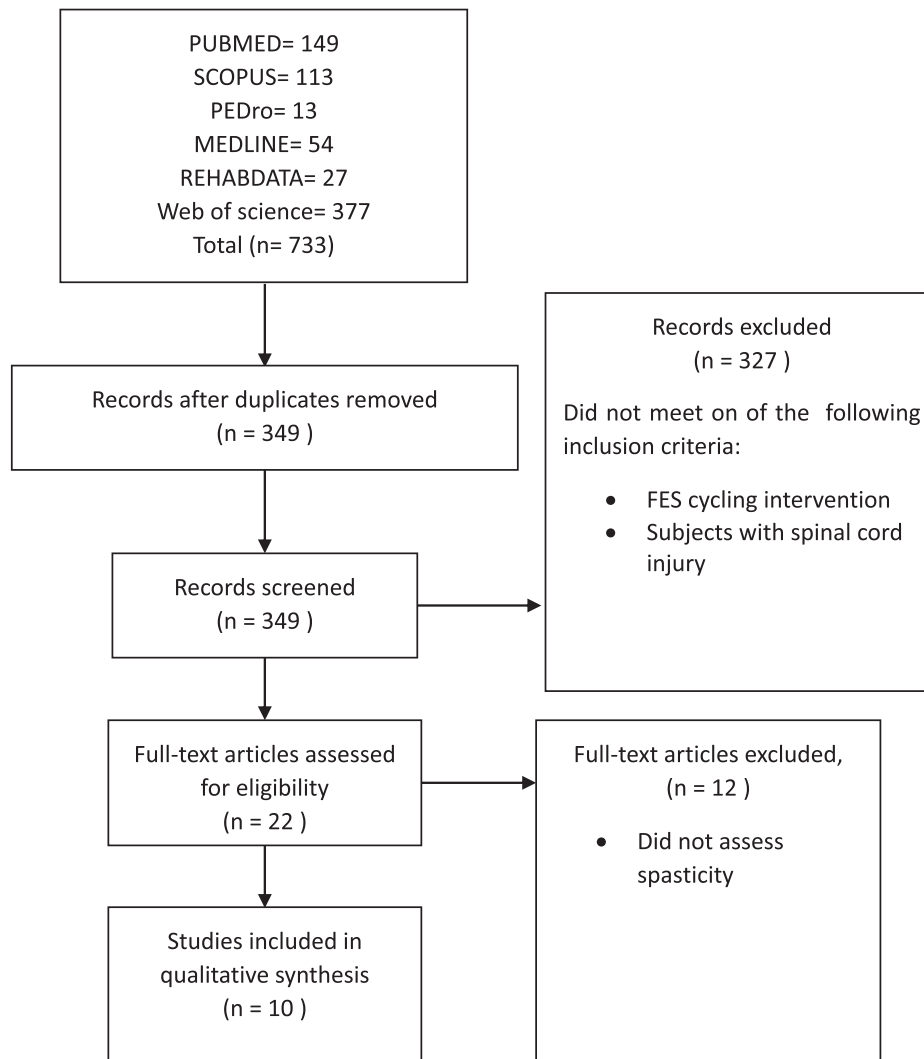 PUBMED= 149
SCOPUS= 113
PEDro= 13
MEDLINE= 54
REHABDATA= 27
Web of science= 377
Total (n= 733)
Records after duplicates removed
(n = 349 )
Records screened
(n = 349 )
Records excluded
(n = 327 )
Did not meet on of the following
inclusion criteria:
• FES cycling intervention
• Subjects with spinal cord
injury
Full-text articles assessed
for eligibility
(n = 22 )
Full-text articles excluded,
(n = 12 )
• Did not assess
spasticity
Studies included in
qualitative synthesis
(n = 10 )